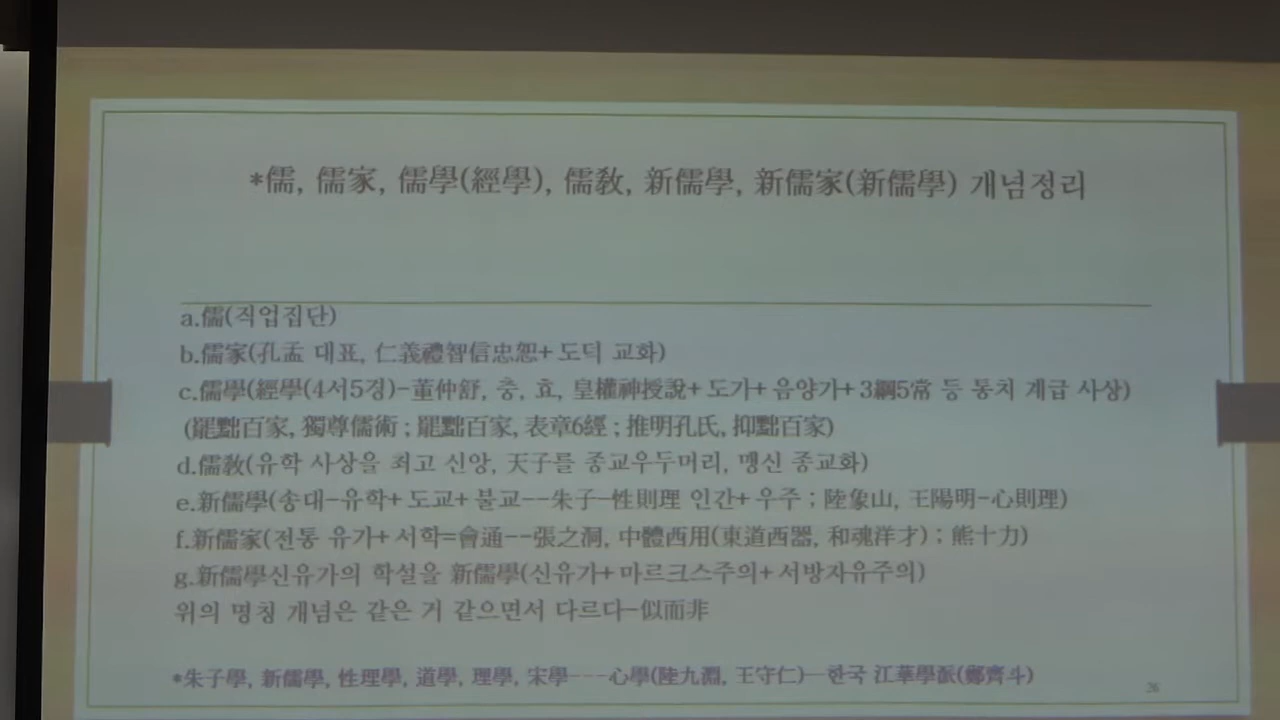 *儒, 儒家, 儒學(經學), 儒敎, 新儒學, 新儒家(新儒學) 개념정리
a.儒(직업집단)
b.儒家(孔孟 대표, 仁義禮智信忠恕+ 도덕 교화)
c.儒學(經學(4서5경)-董仲舒, 충, 효, 皇權神授說+ 도가+ 음양가+ 3綱5常 등 통치 계급 사상)
(罷黜百家, 獨尊儒術 ; 罷黜百家, 表章6經 ; 推明孔氏, 抑黜百家)
d.儒敎(유학 사상을 최고 신앙, 天子를 종교우두머리, 맹신 종교화)
e.新儒學(송대-유학+ 도교+ 불교--朱子-性則理 인간+ 우주 ; 陸象山, 王陽明-心則理)
f.新儒家(전통 유가+ 서학=會通--張之洞, 中體西用(東道西器, 和魂洋才) ; 熊十力)
g.新儒學신유가의 학설을 新儒學(신유가+ 마르크스주의+ 서방자유주의)
위의 명칭 개념은 같은 거 같으면서 다르다-似而非
*朱子學, 新儒學, 性理學, 道學, 理學, 宋學---心學(陸九淵, 王守仁)—한국 江華學派(鄭齊斗)
26